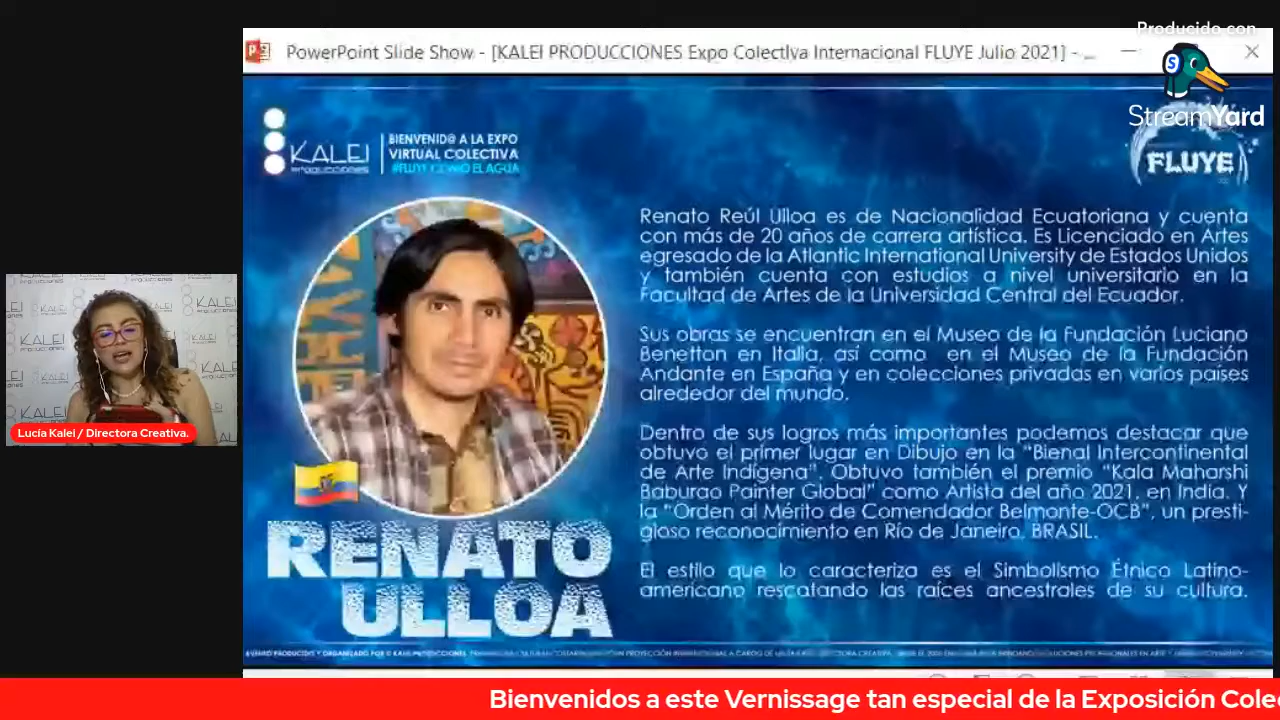 Producido con
StreamYard
PowerPoint Slide Show - [KALEI PRODUCCIONES Expo Colectiva Internacional FLUYE Julio 2021] - ...
KALEI
PRODUCCIONES
BIENVENID@ A LA EXPO
VIRTUAL COLECTIVA
#FLUYE COMO EL AGUA
FLUYE
Renato Reúl Ulloa es de Nacionalidad Ecuatoriana y cuenta
con más de 20 años de carrera artística. Es Licenciado en Artes
egresado de la Atlantic International University de Estados Unidos
y también cuenta con estudios a nivel universitario en la
Facultad de Artes de la Universidad Central del Ecuador.
Sus obras se encuentran en el Museo de la Fundación Luciano
Benetton en Italia, así como en el Museo de la Fundación
Andante en España y en colecciones privadas en varios países
alrededor del mundo.
Dentro de sus logros más importantes podemos destacar que
obtuvo el primer lugar en Dibujo en la “Bienal Intercontinental
de Arte Indígena”. Obtuvo también el premio “Kala Maharshi
Baburao Painter Global” como Artista del año 2021, en India. Y
la “Orden al Mérito de Comendador Belmonte-OCB”, un presti-
gioso reconocimiento en Río de Janeiro, BRASIL.
El estilo que lo caracteriza es el Simbolismo Étnico Latino-
americano rescatando las raíces ancestrales de su cultura.
RENATO
ULLOA
KALEI
Lucía Kalei / Directora Creativa.
Bienvenidos a este Vernissage tan especial de la Exposición Cole